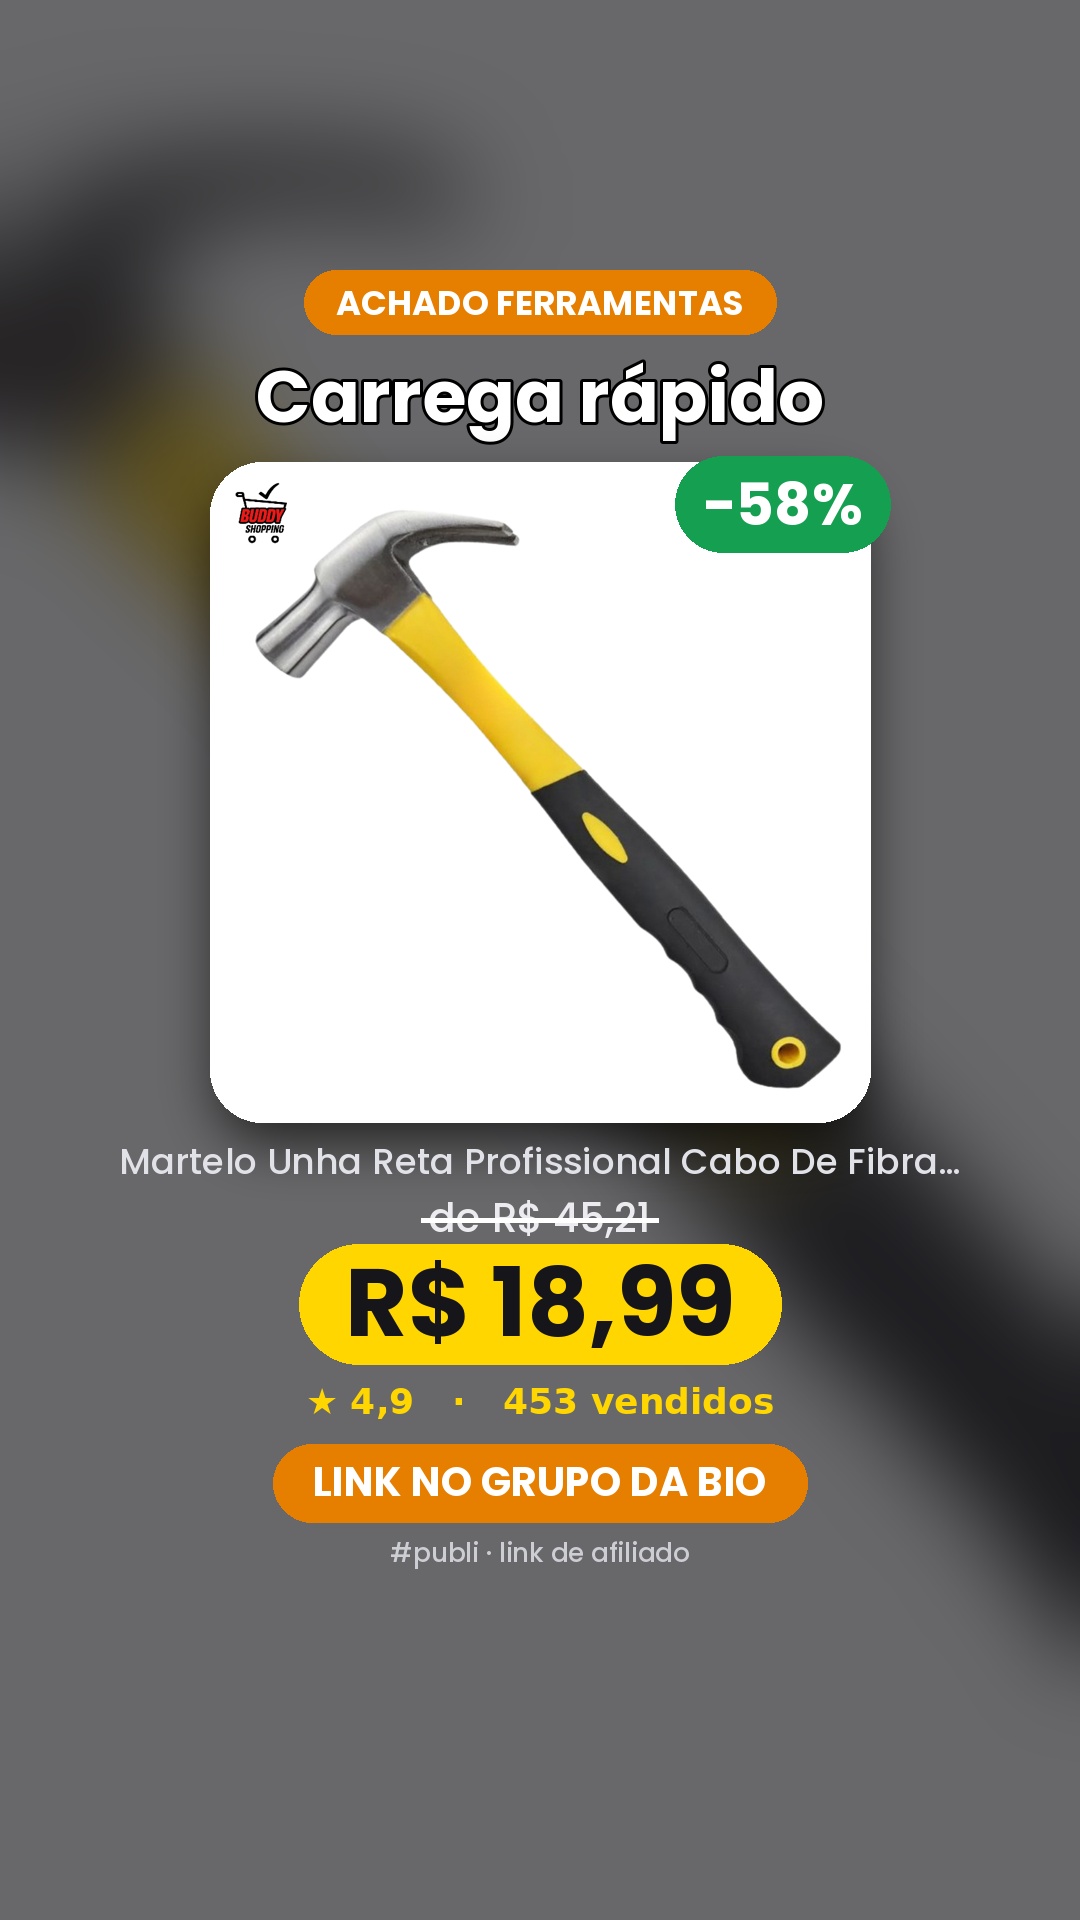 ACHADO FERRAMENTAS
Carrega rápido
-58%
BUDDY
SHOPPING
Martelo Unha Reta Profissional Cabo De Fibra...
de R$ 45,21
R$ 18,99
★ 4,9 · 453 vendidos
LINK NO GRUPO DA BIO
#publi · link de afiliado